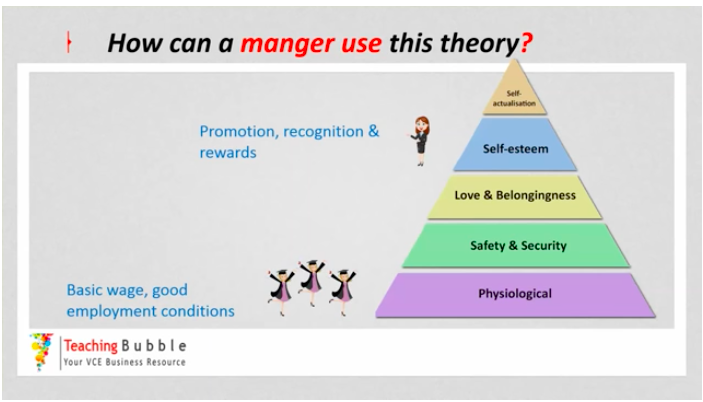 How can a manger use this theory?
Self-
actualisation
Promotion, recognition &
rewards
Self-esteem
Love & Belongingness
Safety & Security
Physiological
Basic wage, good
employment conditions
Teaching Bubble
Your VCE Business Resource